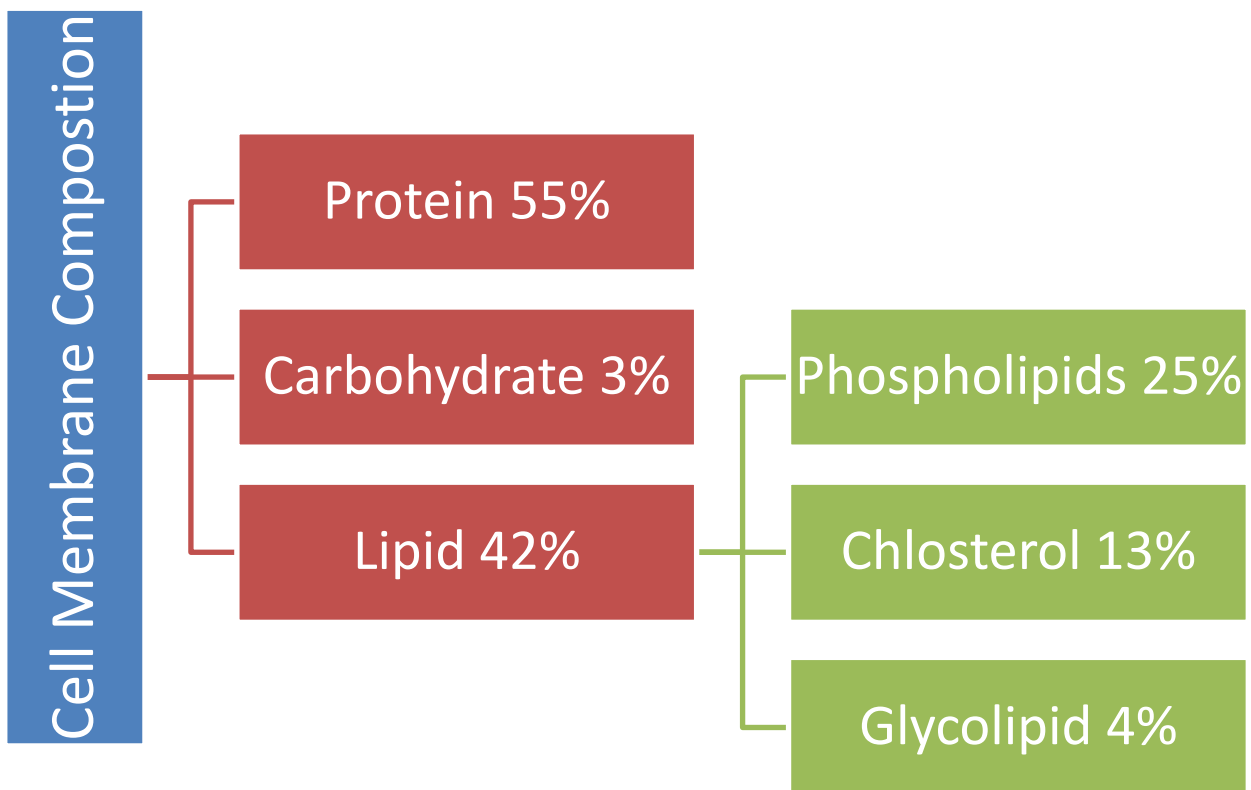 Cell Membrane Compostion
Protein 55%
Carbohydrate 3%
Lipid 42%
Phospholipids 25%
Chlosterol 13%
Glycolipid 4%